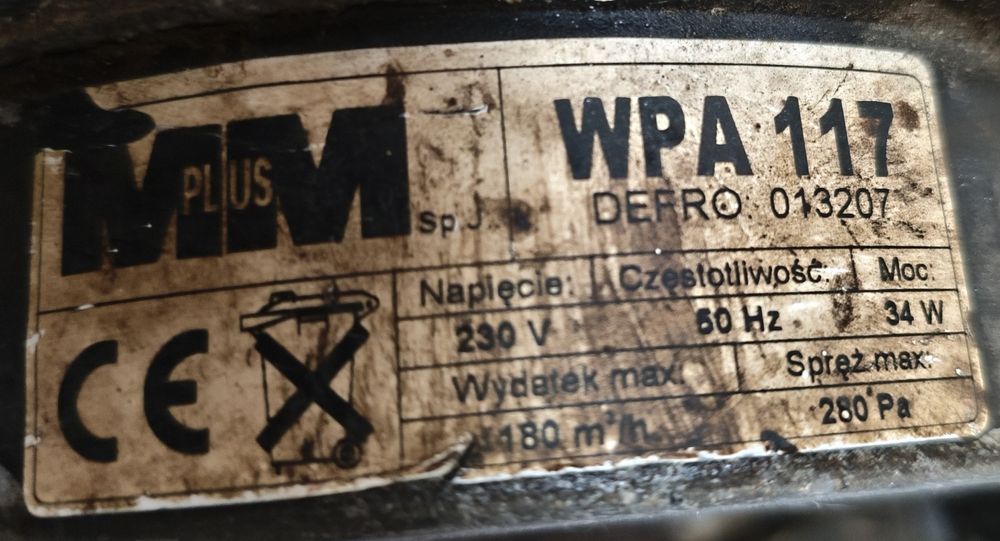 M PLUS M
Sp.J.
WPA 117
DEFRO: 013207
Napięcie: Częstotliwość: Moc:
230 V 50 Hz 34 W
Wydatek max. Spręż max.
180 m³/h 280 Pa
CE